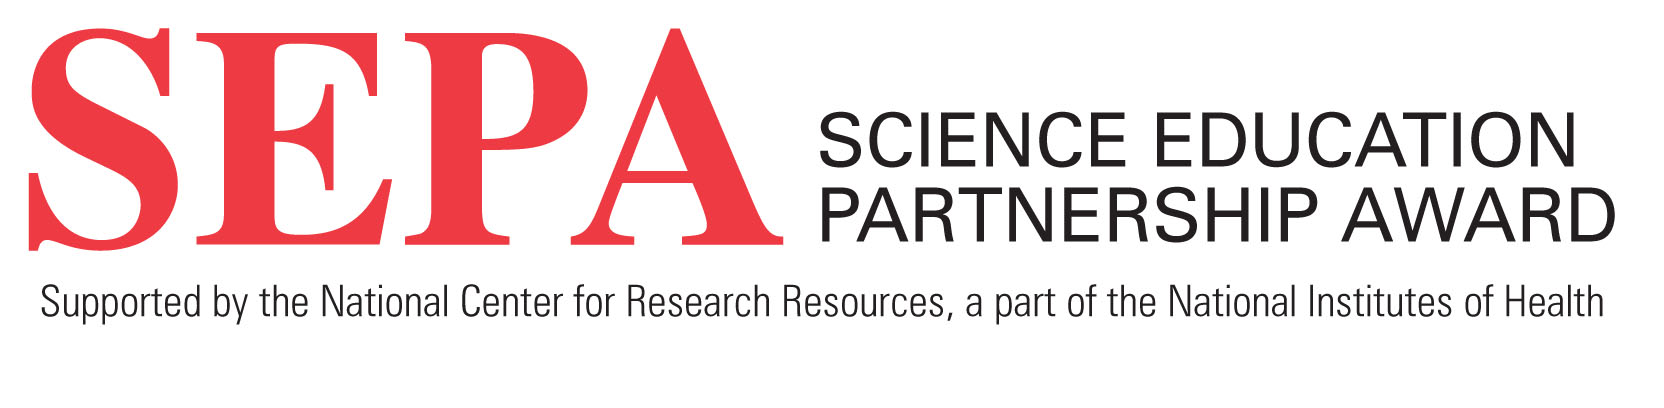 SEPA
SCIENCE EDUCATION
PARTNERSHIP AWARD
Supported by the National Center for Research Resources, a part of the National Institutes of Health